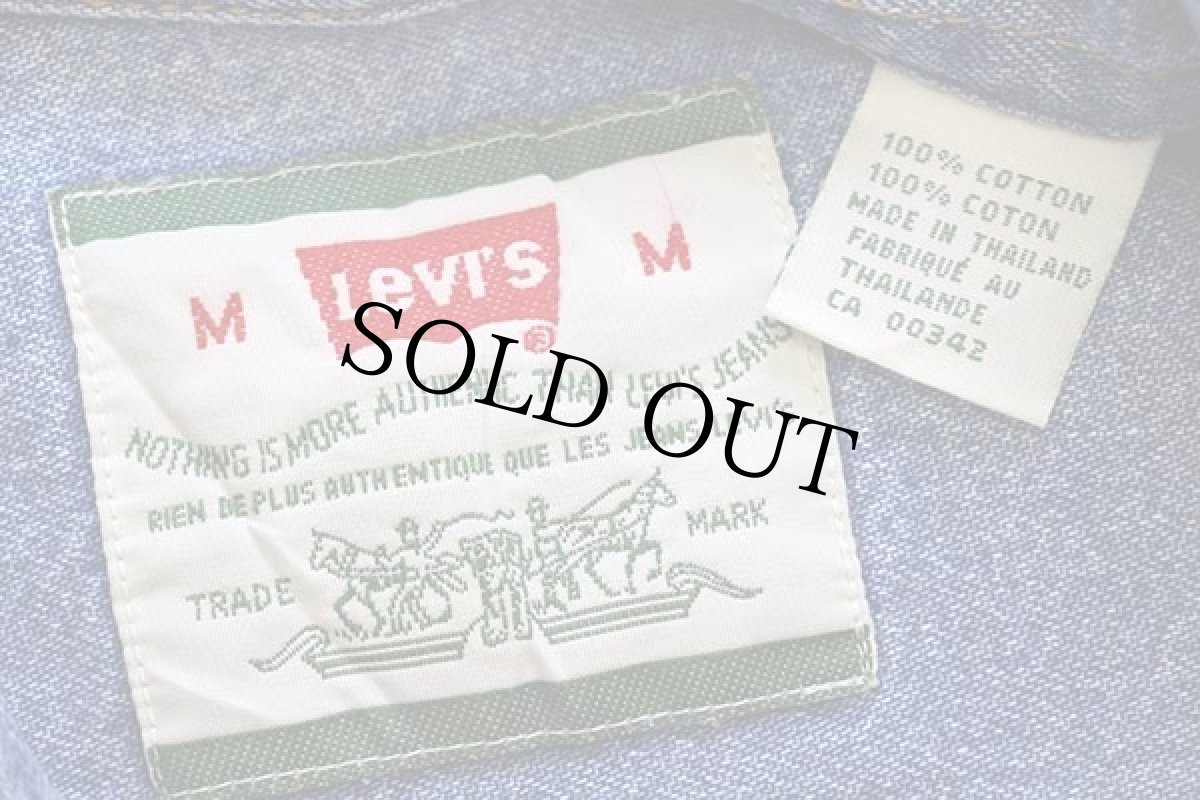 M Levi's M
®
NOTHING IS MORE AUTHENTIC THAN LEVI'S JEANS
RIEN DE PLUS AUTHENTIQUE QUE LES JEANS LEVI'S
TRADE MARK
100% COTTON
100% COTON
MADE IN THAILAND
FABRIQUÉ AU
THAILANDE
CA 00342
SOLD OUT